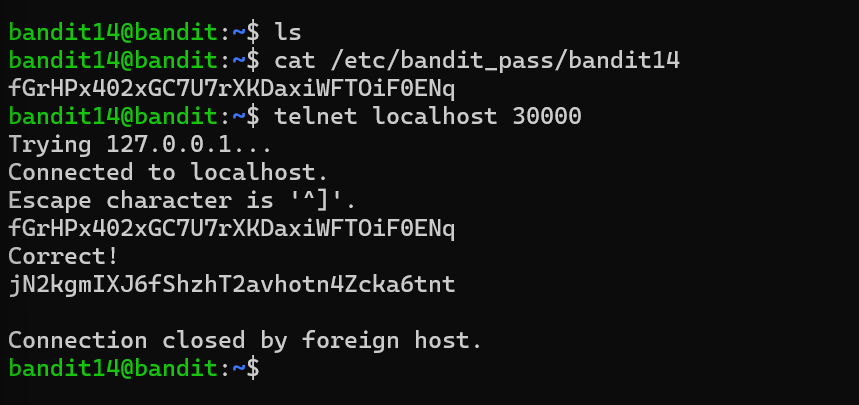 bandit14@bandit:~$ ls
bandit14@bandit:~$ cat /etc/bandit_pass/bandit14
fGrHPx402xGC7U7rXKDaxiWFTOiF0ENq
bandit14@bandit:~$ telnet localhost 30000
Trying 127.0.0.1...
Connected to localhost.
Escape character is '^]'.
fGrHPx402xGC7U7rXKDaxiWFTOiF0ENq
Correct!
jN2kgmIXJ6fShzhT2avhotn4Zcka6tnt
Connection closed by foreign host.
bandit14@bandit:~$